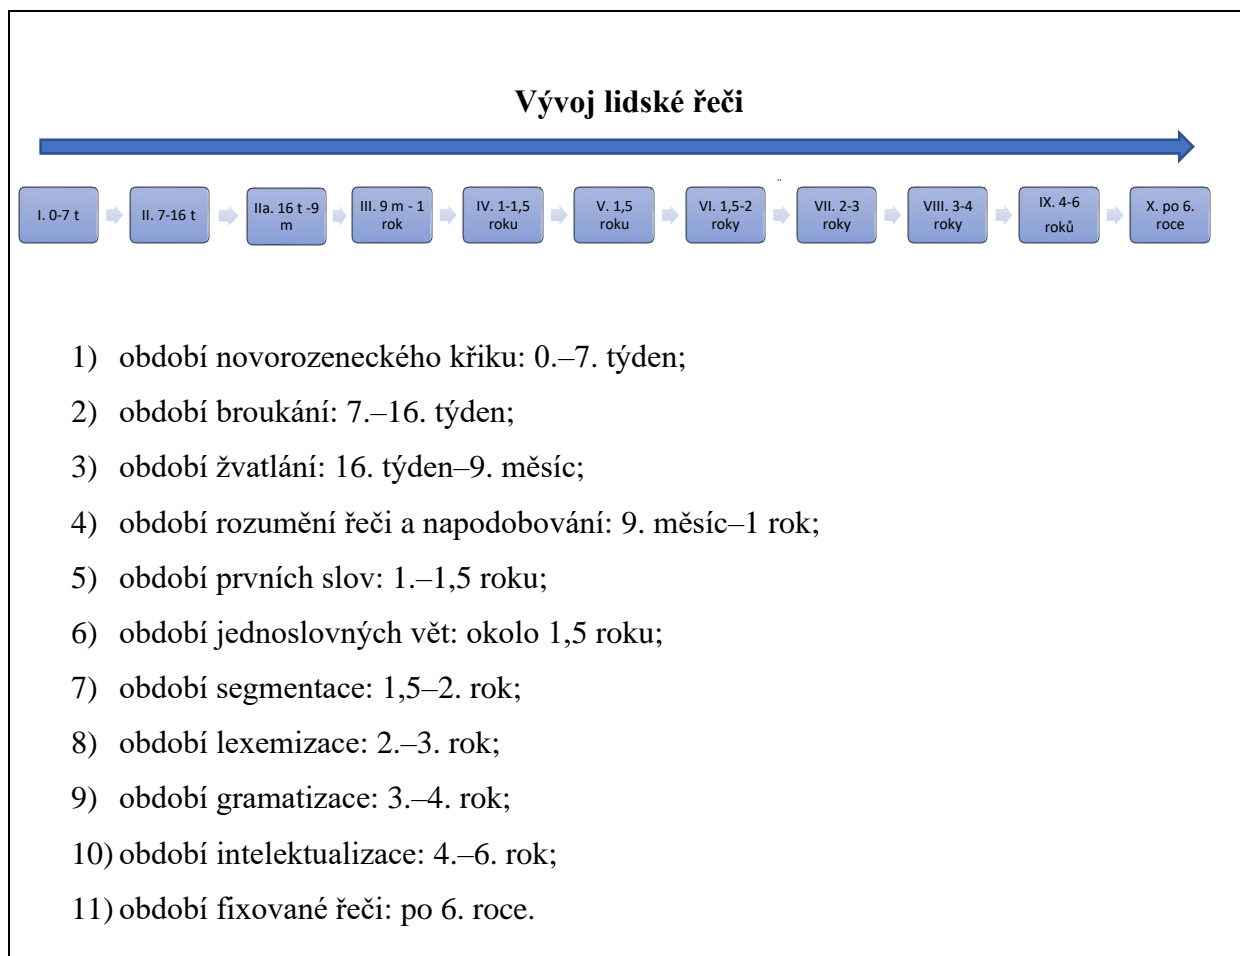 Vývoj lidské řeči
I. 0-7 t
II. 7-16 t
IIa. 16 t -9
m
III. 9 m - 1
rok
IV. 1-1,5
roku
V. 1,5
roku
VI. 1,5-2
roky
VII. 2-3
roky
VIII. 3-4
roky
IX. 4-6
roků
X. po 6.
roce
1) období novorozeneckého křiku: 0.–7. týden;
2) období broukání: 7.–16. týden;
3) období žvatlání: 16. týden–9. měsíc;
4) období rozumění řeči a napodobování: 9. měsíc–1 rok;
5) období prvních slov: 1.–1,5 roku;
6) období jednoslovných vět: okolo 1,5 roku;
7) období segmentace: 1,5–2. rok;
8) období lexemizace: 2.–3. rok;
9) období gramatizace: 3.–4. rok;
10) období intelektualizace: 4.–6. rok;
11) období fixované řeči: po 6. roce.